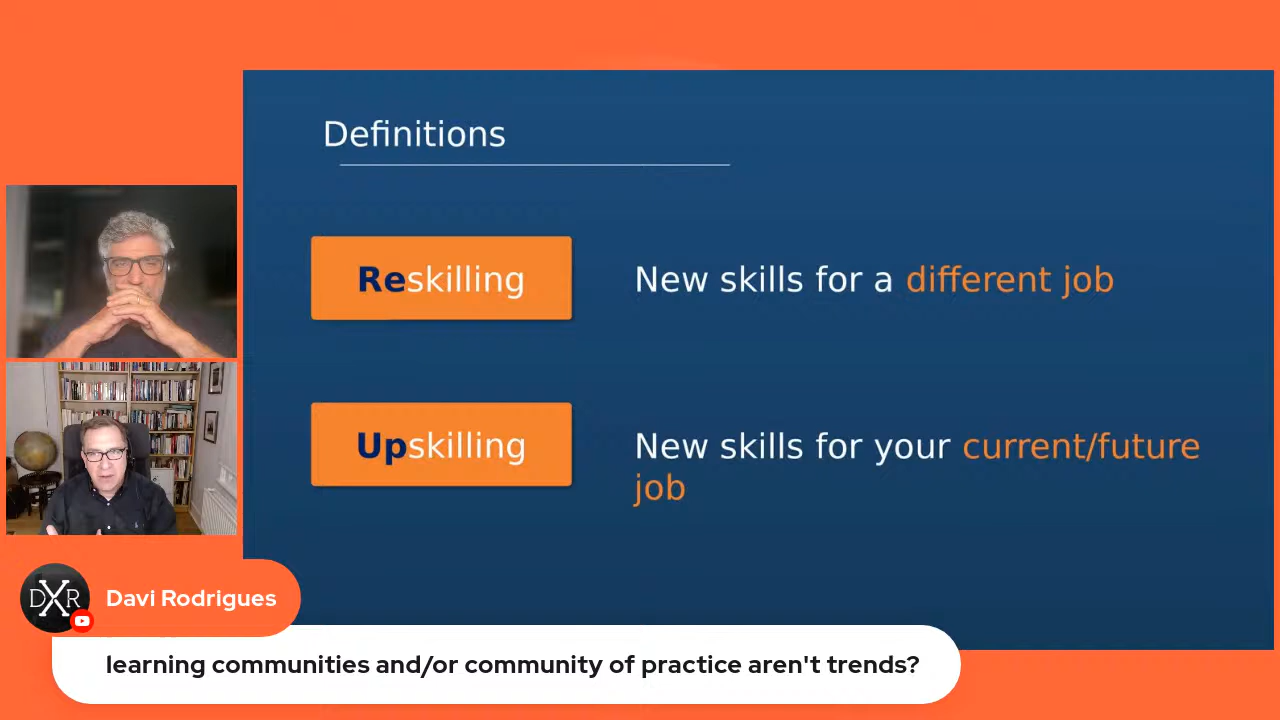 Definitions
Reskilling
New skills for a different job
Upskilling
New skills for your current/future
job
DXR
Davi Rodrigues
learning communities and/or community of practice aren't trends?